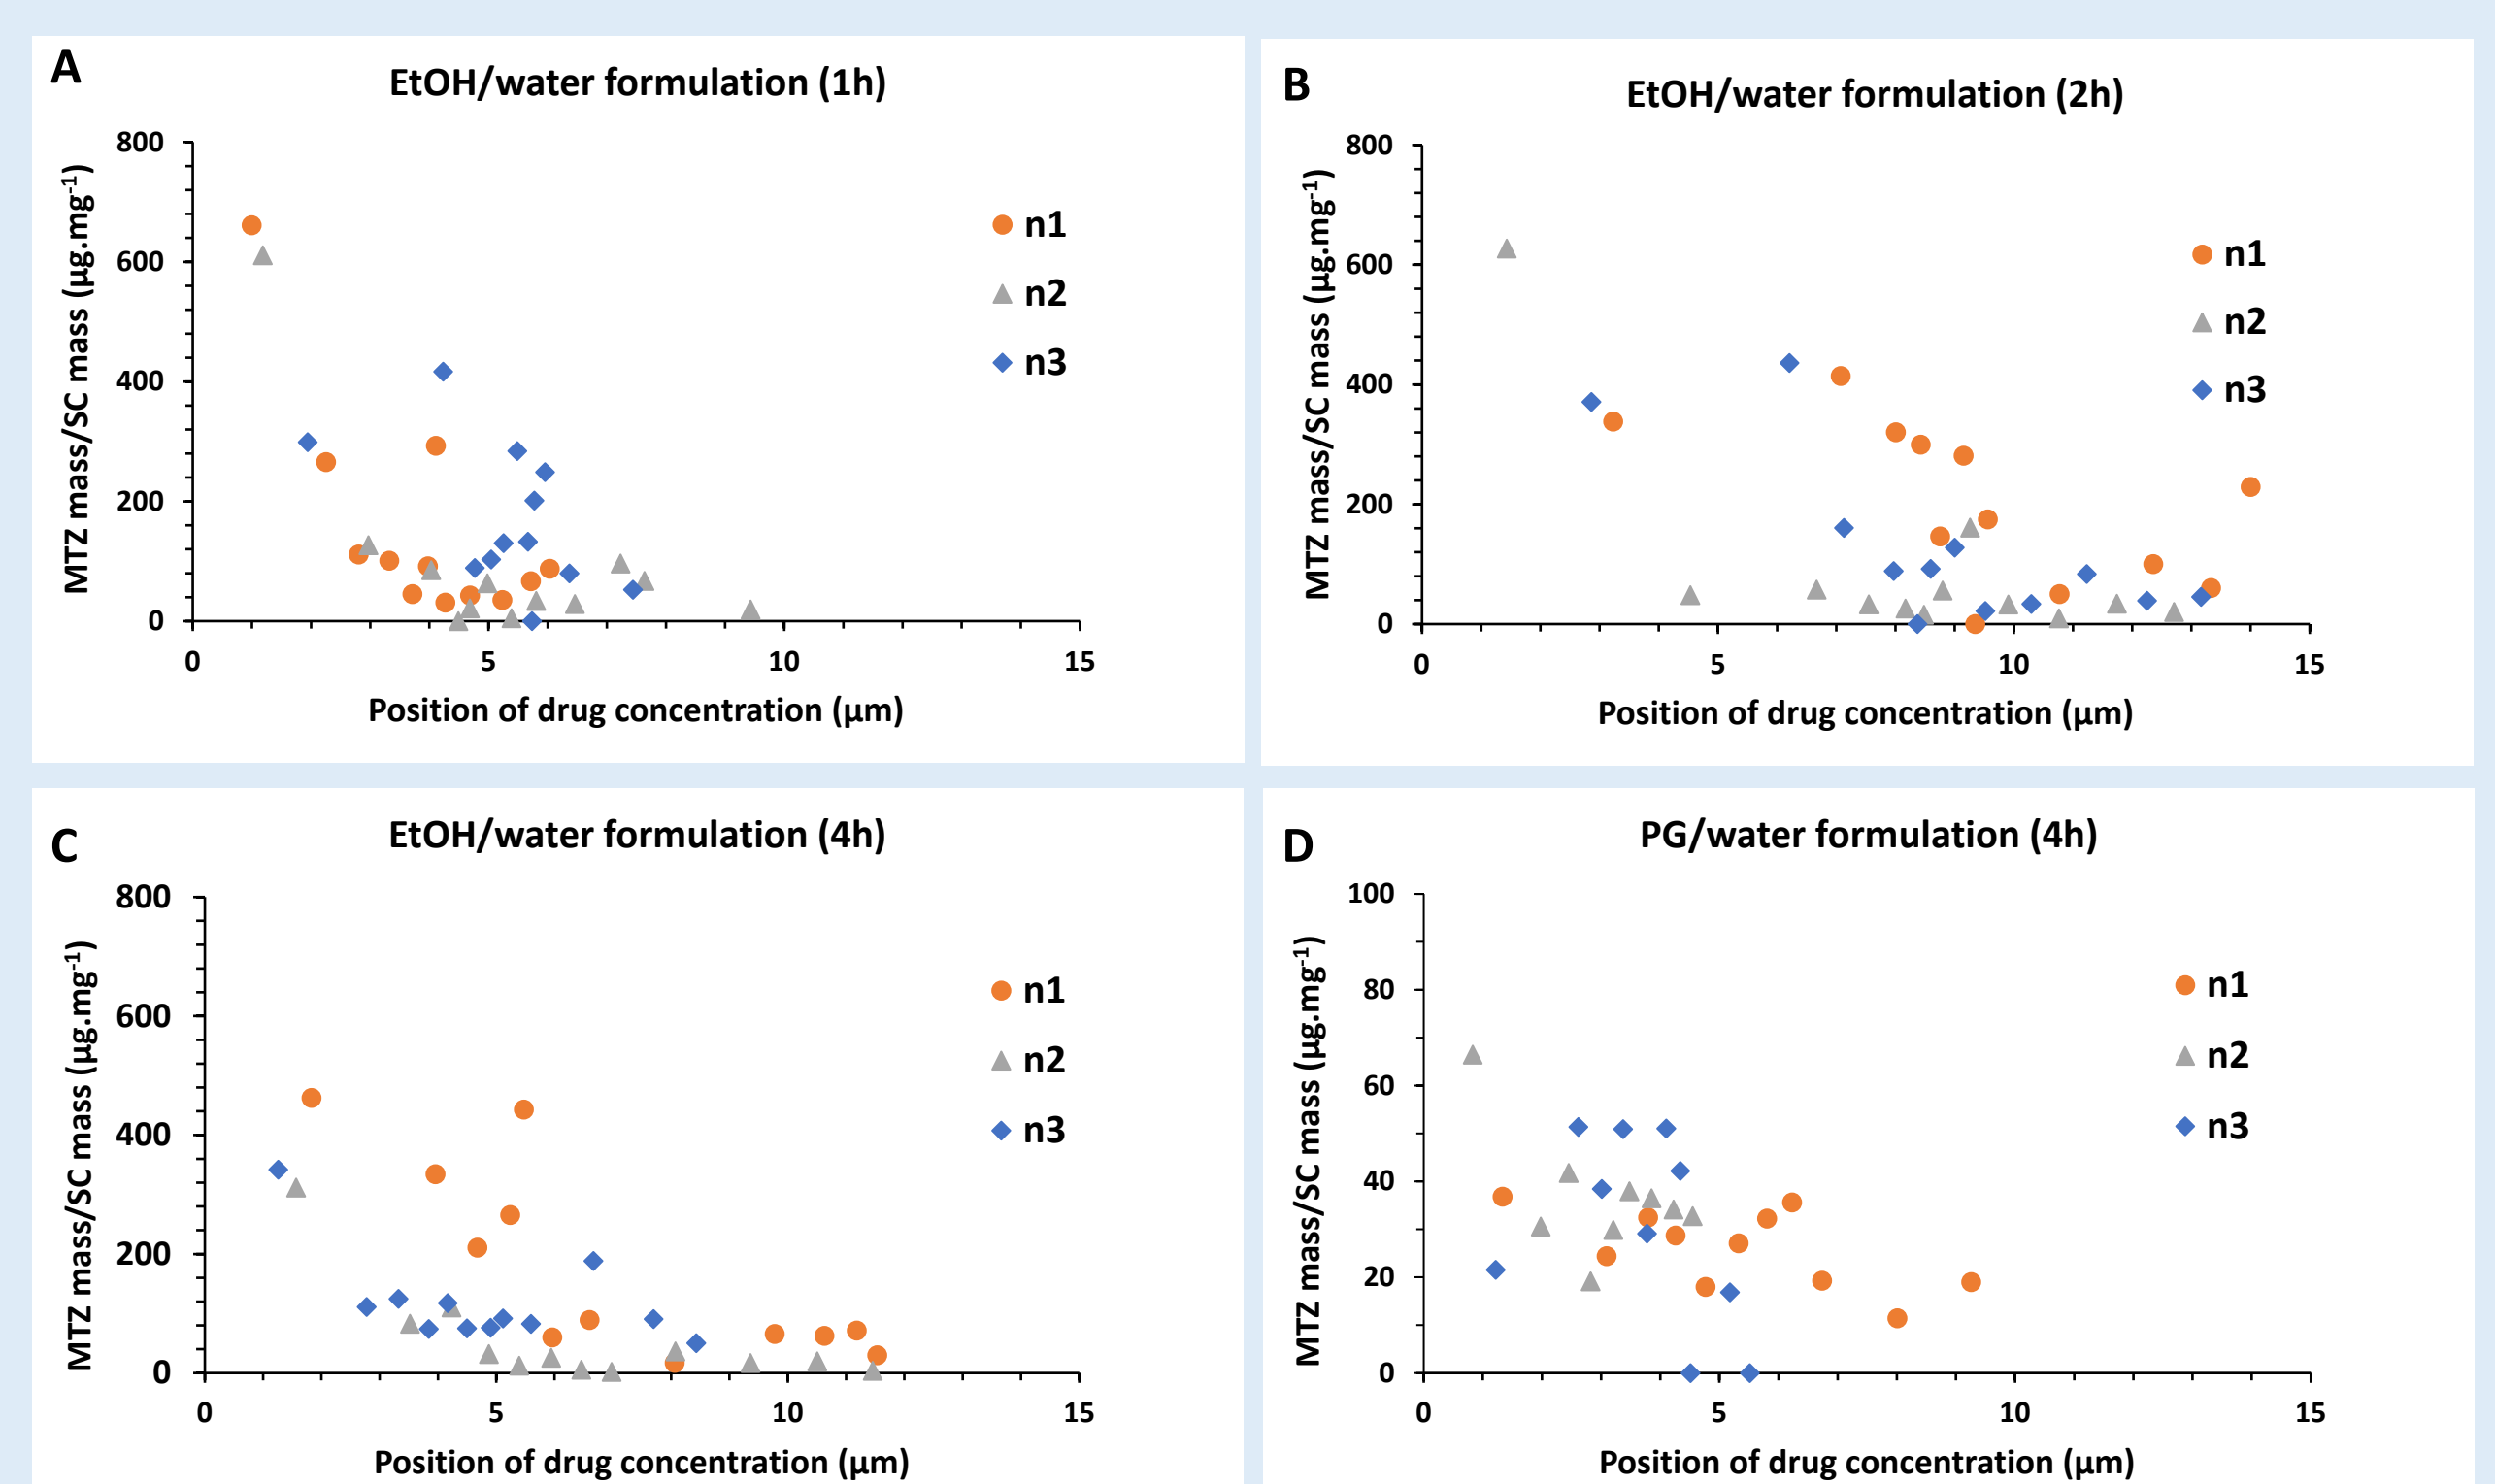 A
EtOH/water formulation (1h)
MTZ mass/SC mass (µg.mg⁻¹)
800
600
400
200
0
0 5 10 15
Position of drug concentration (µm)
n1
n2
n3
B
EtOH/water formulation (2h)
MTZ mass/SC mass (µg.mg⁻¹)
800
600
400
200
0
0 5 10 15
Position of drug concentration (µm)
n1
n2
n3
C
EtOH/water formulation (4h)
MTZ mass/SC mass (µg.mg⁻¹)
800
600
400
200
0
0 5 10 15
Position of drug concentration (µm)
n1
n2
n3
D
PG/water formulation (4h)
MTZ mass/SC mass (µg.mg⁻¹)
100
80
60
40
20
0
0 5 10 15
Position of drug concentration (µm)
n1
n2
n3